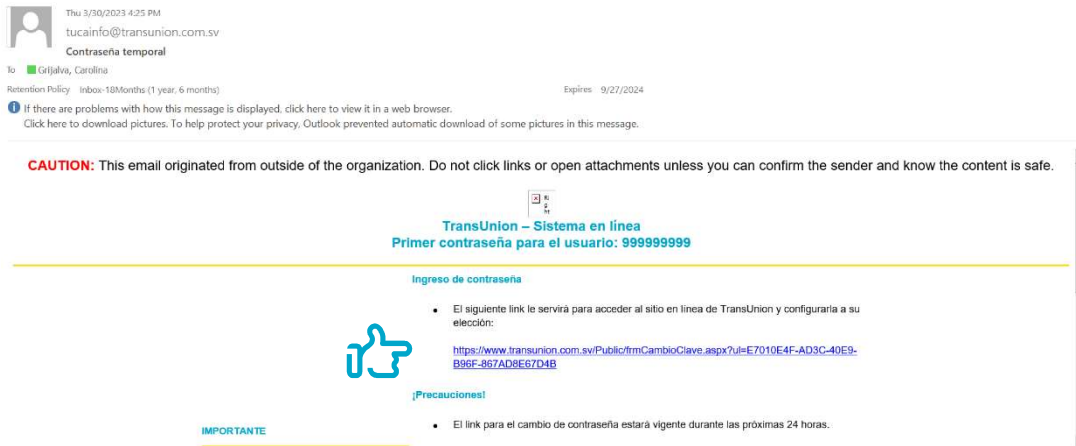 Thu 3/30/2023 4:25 PM
tucainfo@transunion.com.sv
Contraseña temporal
To Grijalva, Carolina
Retention Policy Inbox-18Months (1 year, 6 months) Expires 9/27/2024
If there are problems with how this message is displayed, click here to view it in a web browser.
Click here to download pictures. To help protect your privacy, Outlook prevented automatic download of some pictures in this message.
CAUTION: This email originated from outside of the organization. Do not click links or open attachments unless you can confirm the sender and know the content is safe.
TransUnion – Sistema en línea
Primer contraseña para el usuario: 999999999
Ingreso de contraseña
• El siguiente link le servirá para acceder al sitio en línea de TransUnion y configurarla a su
elección:
https://www.transunion.com.sv/Public/frmCambioClave.aspx?ul=E7010E4F-AD3C-40E9-
B96F-867AD8E67D4B
¡Precauciones!
• El link para el cambio de contraseña estará vigente durante las próximas 24 horas.
IMPORTANTE